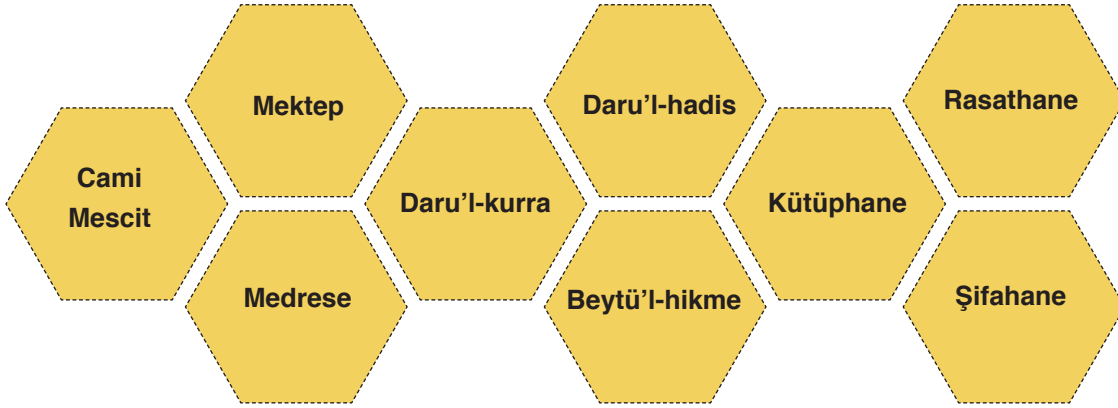 Cami
Mescit
Mektep
Medrese
Daru’l-kurra
Daru’l-hadis
Beytü’l-hikme
Kütüphane
Rasathane
Şifahane